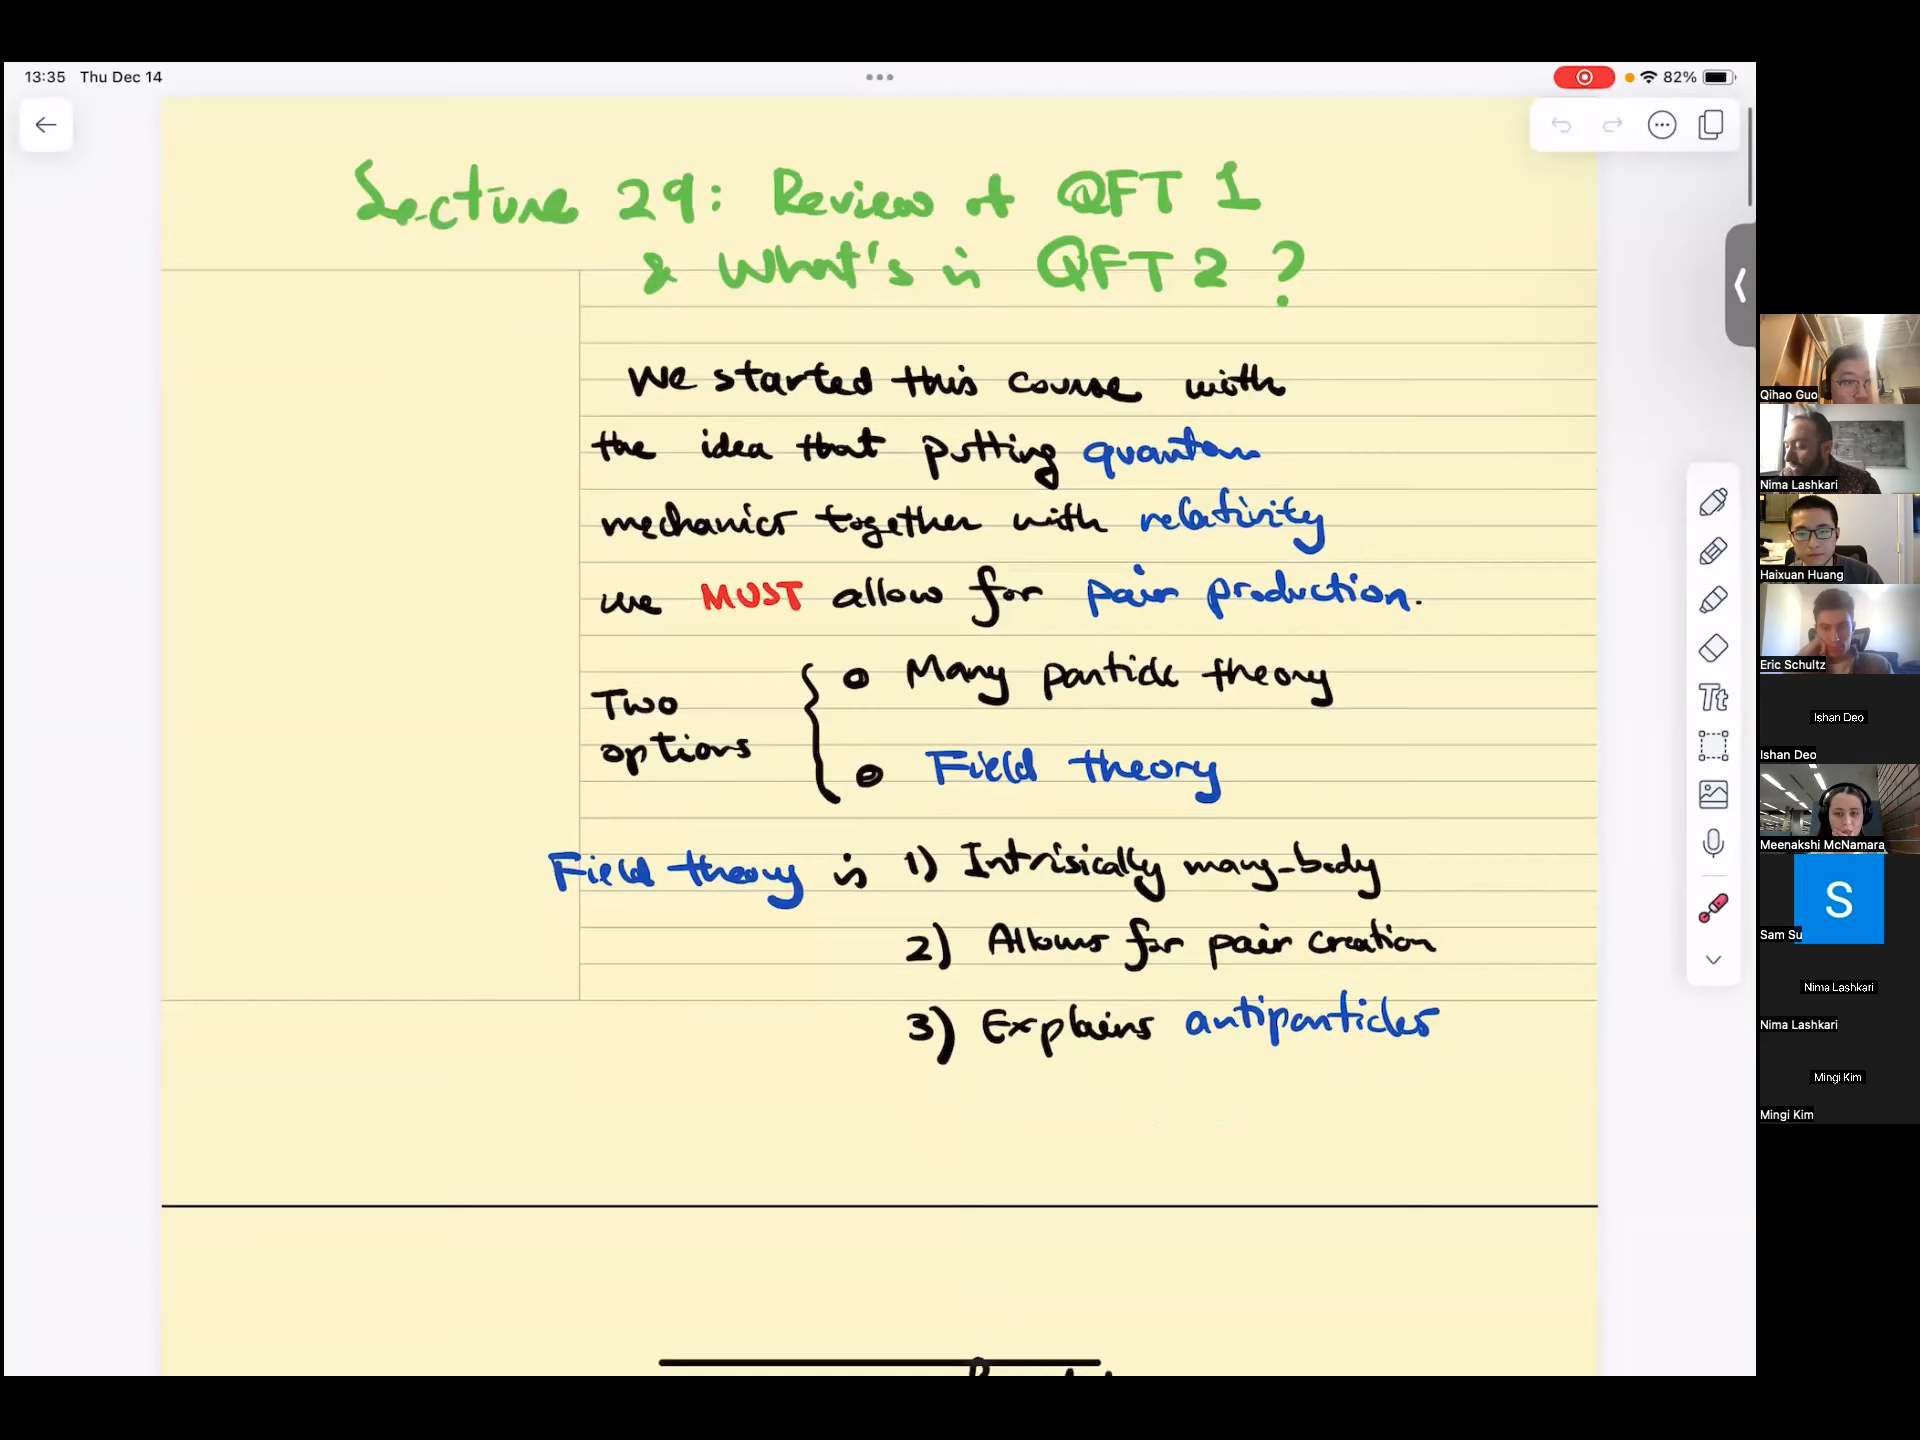 13:35 Thu Dec 14
82%
Lecture 29: Review of QFT 1
& What's in QFT 2 ?
We started this course with
the idea that putting quantum
mechanics together with relativity
we MUST allow for pair production.
Two options
• Many particle theory
• Field theory
Field theory is 1) Intrisically many-body
2) Allows for pair creation
3) Explains antiparticles
Tt
Qihao Guo
Nima Lashkari
Haixuan Huang
Eric Schultz
Ishan Deo
Ishan Deo
Meenakshi McNamara
S
Sam Su
Nima Lashkari
Nima Lashkari
Mingi Kim
Mingi Kim